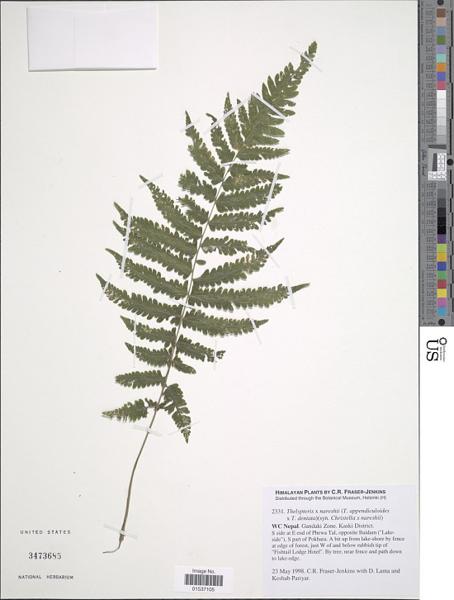 US
HIMALAYAN PLANTS BY C.R. FRASER-JENKINS
Distributed through the Botanical Museum, Helsinki (H)
2331. Thelypteris x nareshii (T. appendiculoides
x T. dentata)(syn. Christella x nareshii)
WC Nepal. Gandaki Zone. Kaski District.
S side at E end of Phewa Tal, opposite Baidam ("Lake-
side"), S part of Pokhara. A bit up from lake-shore by fence
at edge of forest, just W of and below rubbish tip of
"Fishtail Lodge Hotel". By tree, near fence and path down
to lake edge.
23 May 1998. C.R. Fraser-Jenkins with D. Lama and
Keshab Pariyar.
UNITED STATES
3473685
NATIONAL HERBARIUM
Image No.
01537105